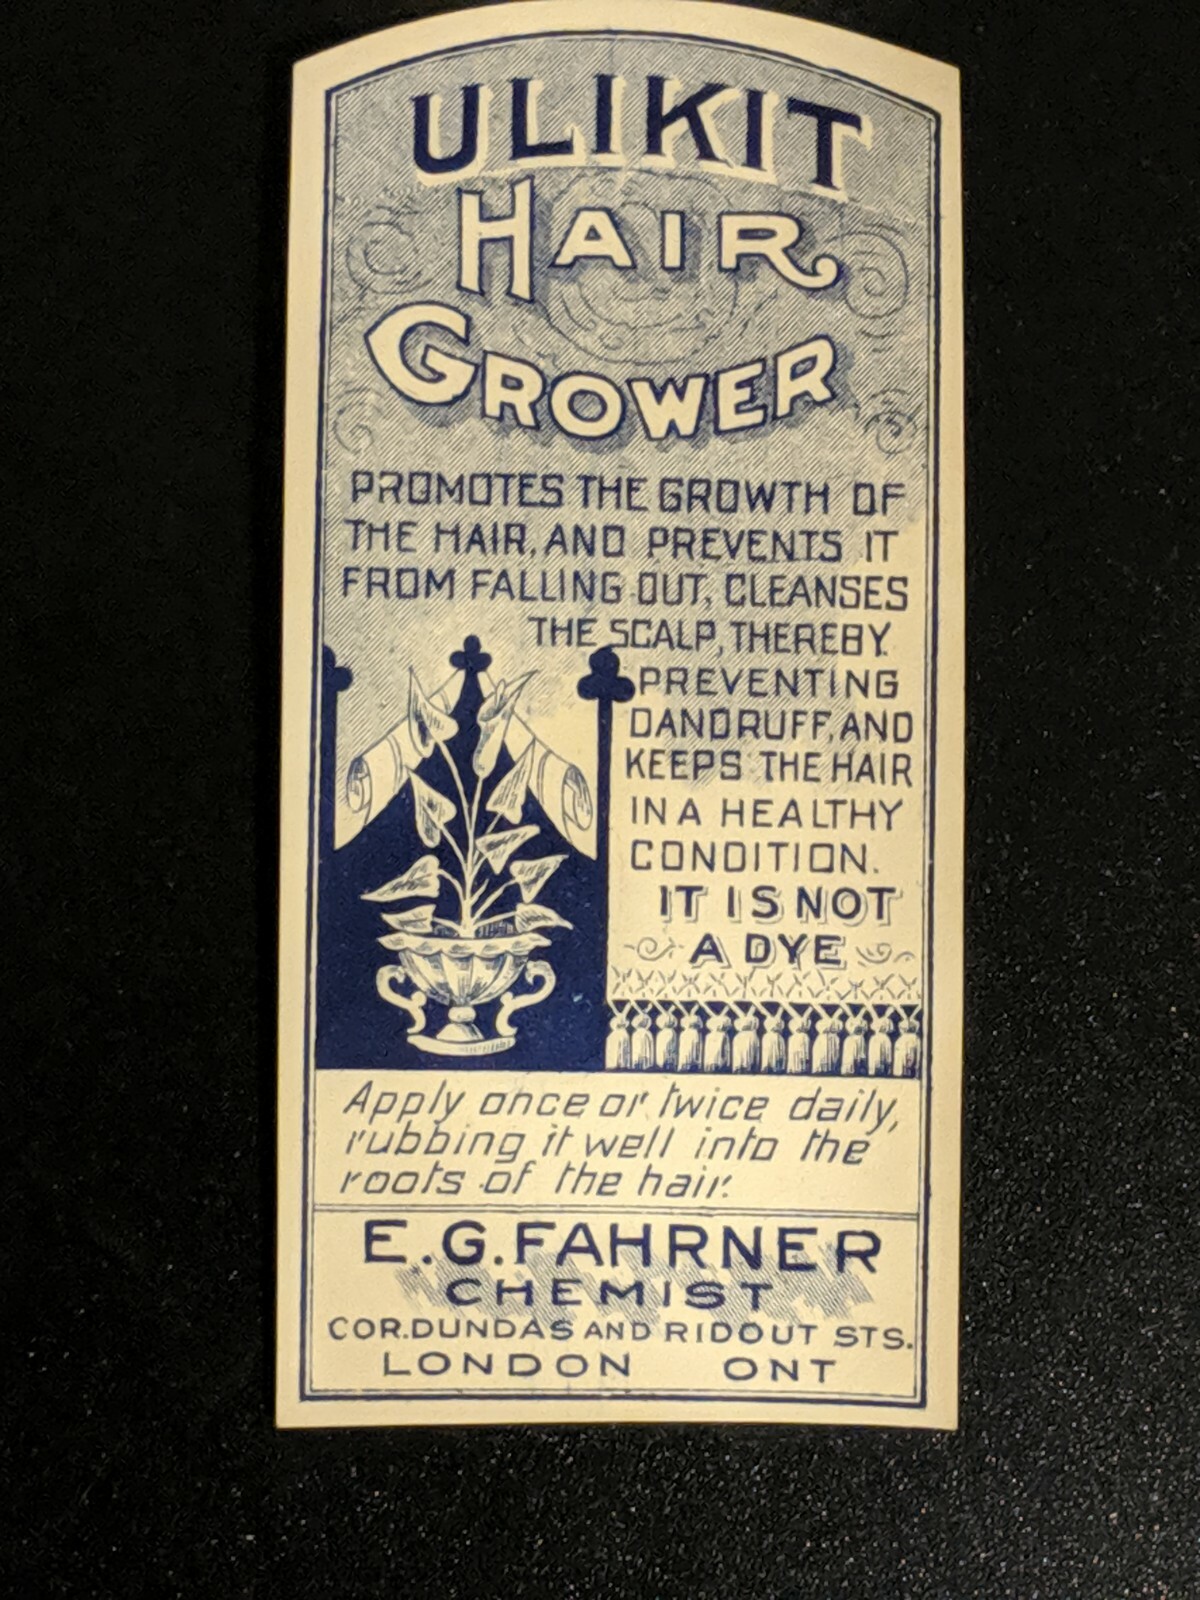 ULIKIT
HAIR
GROWER
PROMOTES THE GROWTH OF
THE HAIR, AND PREVENTS IT
FROM FALLING OUT, CLEANSES
THE SCALP, THEREBY
PREVENTING
DANDRUFF, AND
KEEPS THE HAIR
IN A HEALTHY
CONDITION.
IT IS NOT
A DYE
Apply once or twice daily,
rubbing it well into the
roots of the hair.
E.G. FAHRNER
CHEMIST
COR. DUNDAS AND RIDOUT STS.
LONDON ONT